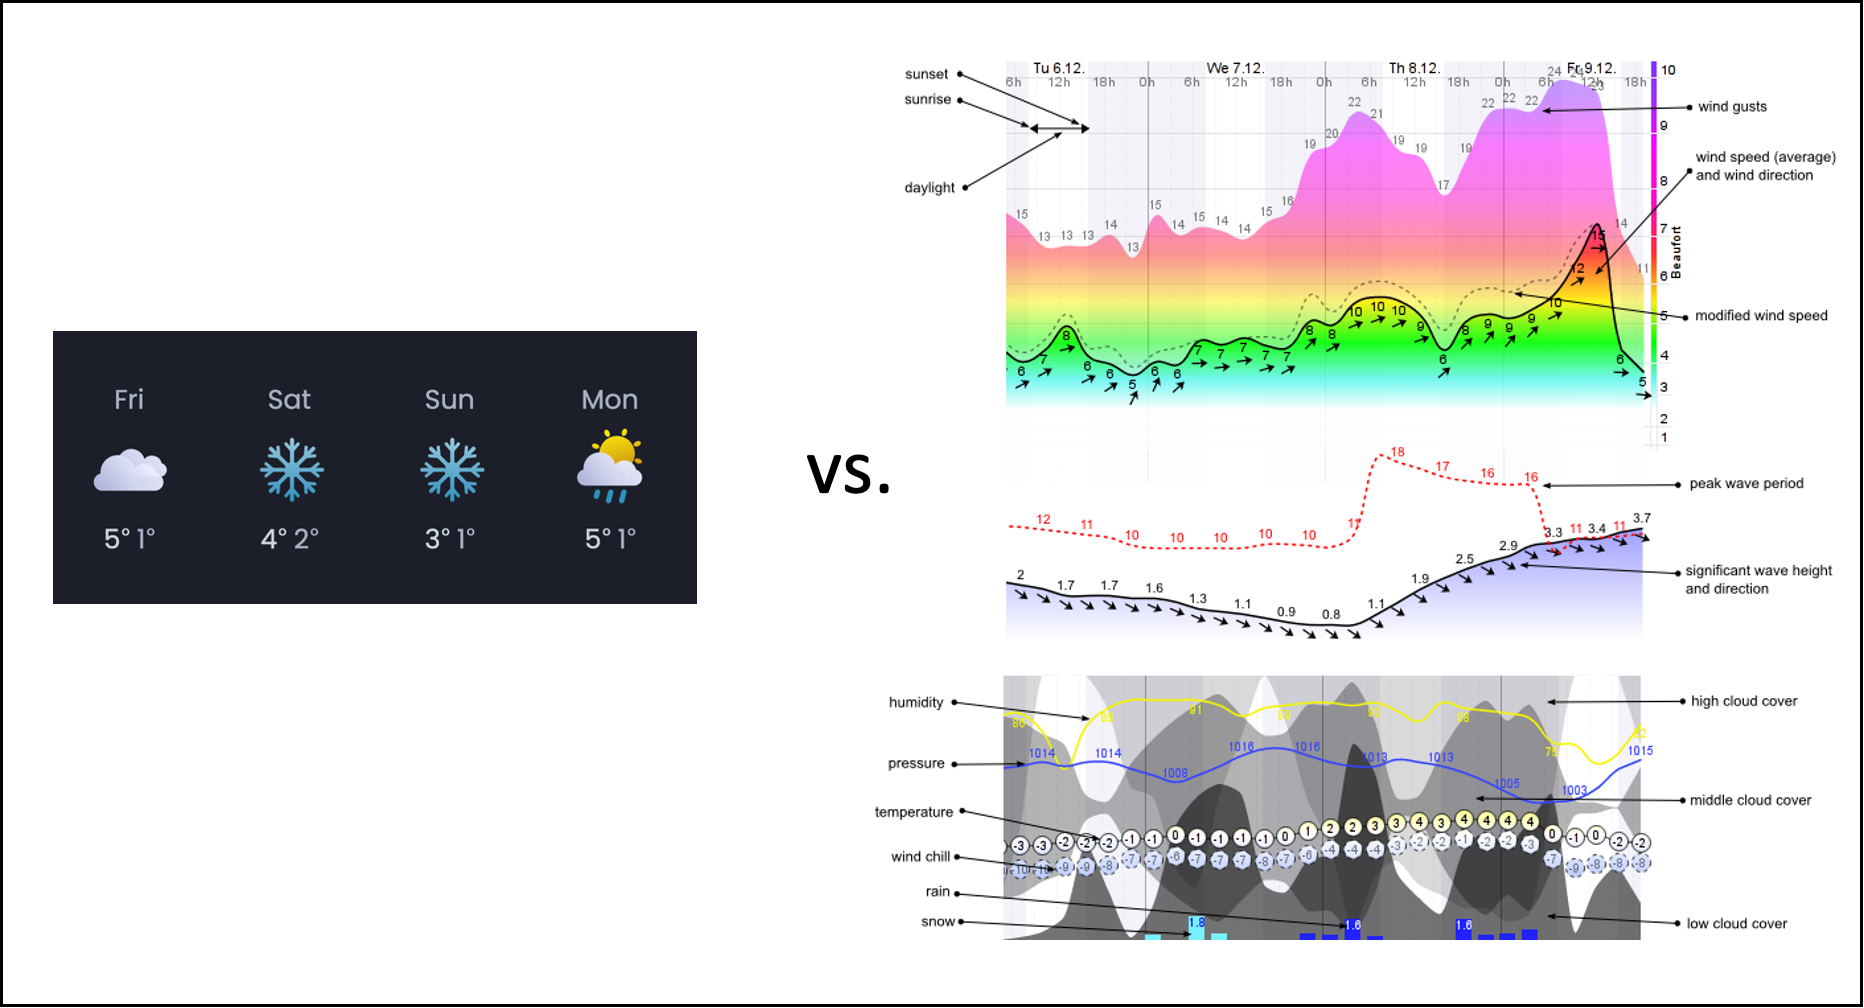 Fri Sat Sun Mon
5° 1° 4° 2° 3° 1° 5° 1°
vs.
Tu 6.12. We 7.12. Th 8.12. Fr 9.12.
6h 12h 18h 0h 6h 12h 18h 0h 6h 12h 18h 0h 6h 12h 18h
sunset
sunrise
daylight
wind gusts
wind speed (average)
and wind direction
modified wind speed
Beaufort
10
9
8
7
6
5
4
3
2
1
15 13 13 13 14 13 15 14 15 14 14 15 16 19 20 22 21 19 19 17 19 22 22 22 24 24 23 14 11
6 7 8 6 6 5 6 6 7 7 7 7 7 8 8 10 10 10 9 6 8 9 9 9 10 12 15 6 5
peak wave period
12 11 10 10 10 10 10 11 18 17 16 16 11 11
significant wave height
and direction
2 1.7 1.7 1.6 1.3 1.1 0.9 0.8 1.1 1.9 2.5 2.9 3.3 3.4 3.7
humidity
high cloud cover
91 75
pressure
1014 1014 1008 1016 1016 1013 1013 1005 1003 1015
middle cloud cover
temperature
-3 -3 -2 -2 -2 -1 -1 0 -1 -1 -1 -1 0 1 2 2 3 3 4 3 4 4 4 4 0 -1 0 -2 -2
wind chill
-9 -9 -8 -7 -7 -6 -7 -7 -7 -8 -7 -6 -4 -4 -4 -3 -2 -2 -1 -2 -2 -3 -7 -9 -8 -8 -8
rain
snow
1.8 1.6 1.6
low cloud cover